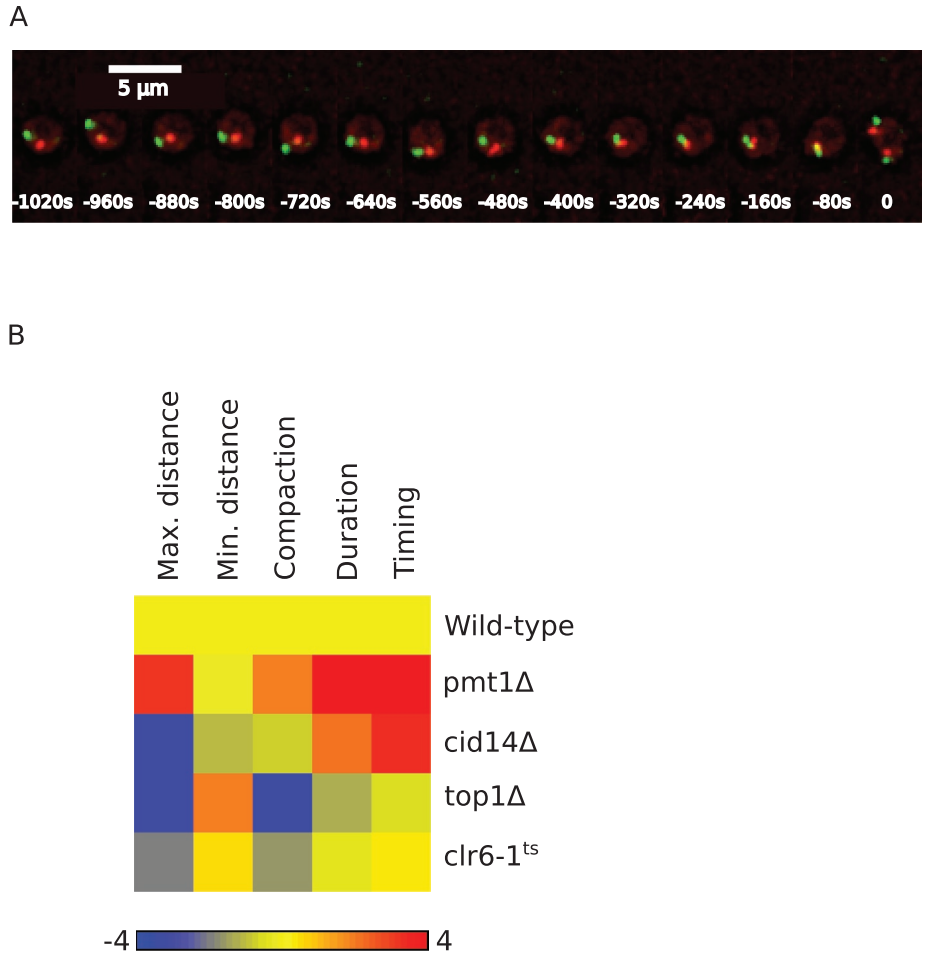 A
5 μm
-1020s -960s -880s -800s -720s -640s -560s -480s -400s -320s -240s -160s -80s 0
B
Max. distance
Min. distance
Compaction
Duration
Timing
Wild-type
pmt1Δ
cid14Δ
top1Δ
clr6-1ts
-4 4